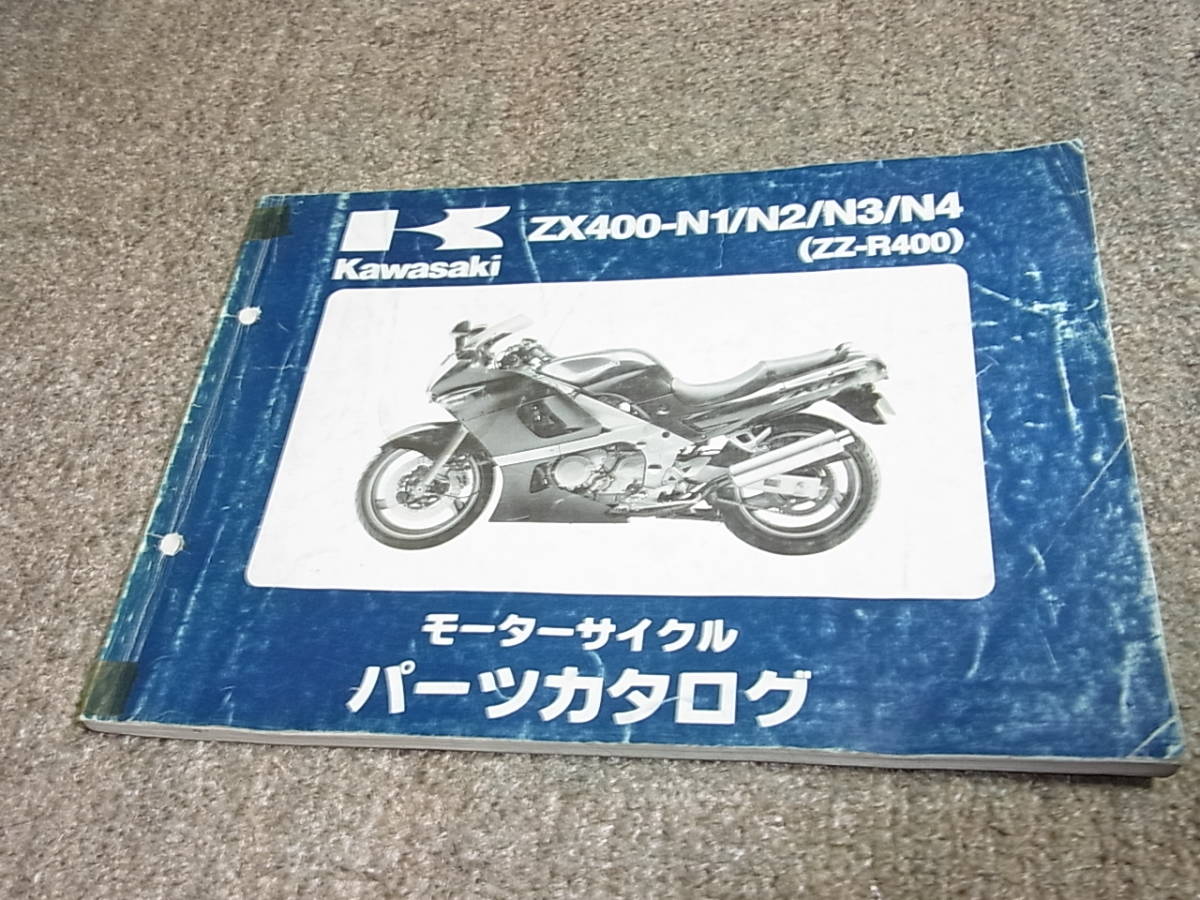 ZX400-N1/N2/N3/N4
(ZZ-R400)
Kawasaki
モーターサイクル
パーツカタログ